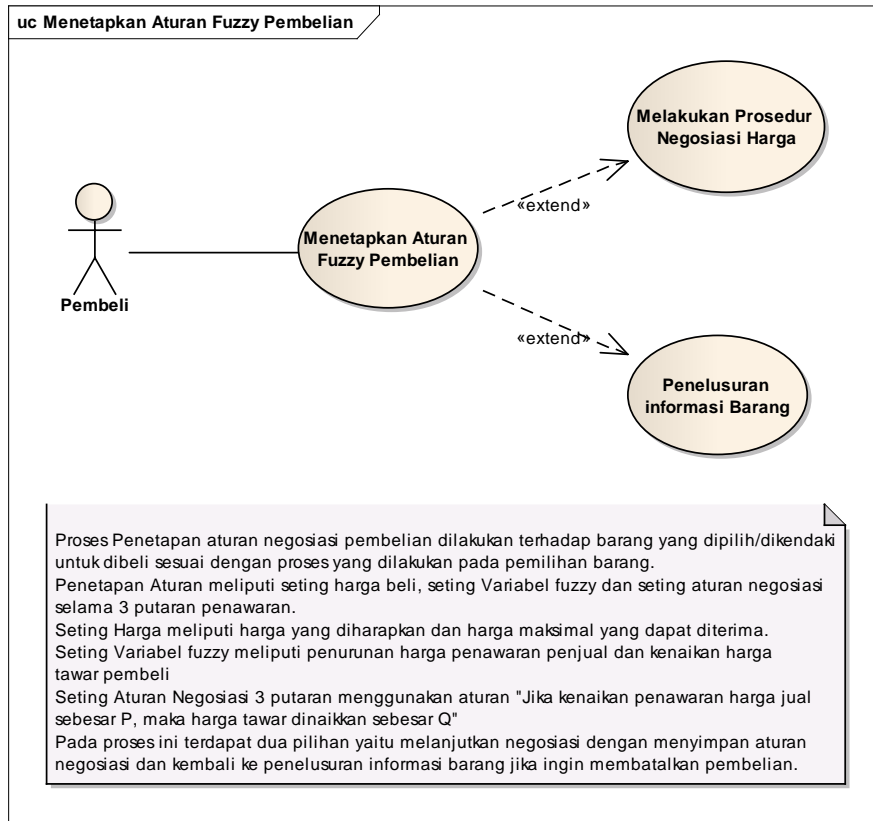 uc Menetapkan Aturan Fuzzy Pembelian
Melakukan Prosedur
Negosiasi Harga
«extend»
Menetapkan Aturan
Fuzzy Pembelian
Pembeli
«extend»
Penelusuran
informasi Barang
Proses Penetapan aturan negosiasi pembelian dilakukan terhadap barang yang dipilih/dikendaki
untuk dibeli sesuai dengan proses yang dilakukan pada pemilihan barang.
Penetapan Aturan meliputi seting harga beli, seting Variabel fuzzy dan seting aturan negosiasi
selama 3 putaran penawaran.
Seting Harga meliputi harga yang diharapkan dan harga maksimal yang dapat diterima.
Seting Variabel fuzzy meliputi penurunan harga penawaran penjual dan kenaikan harga
tawar pembeli
Seting Aturan Negosiasi 3 putaran menggunakan aturan "Jika kenaikan penawaran harga jual
sebesar P, maka harga tawar dinaikkan sebesar Q"
Pada proses ini terdapat dua pilihan yaitu melanjutkan negosiasi dengan menyimpan aturan
negosiasi dan kembali ke penelusuran informasi barang jika ingin membatalkan pembelian.